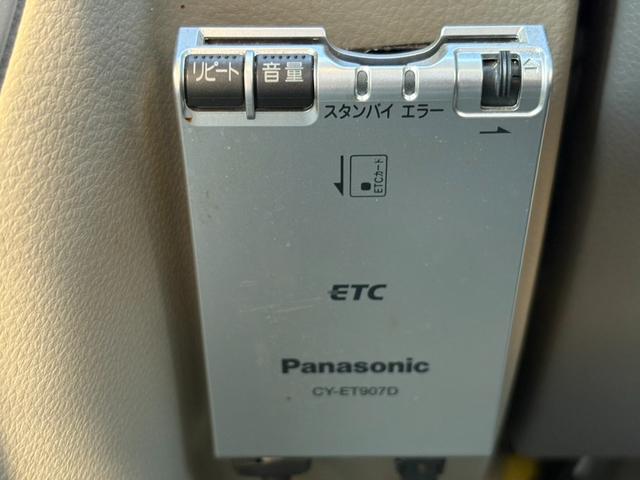 リピート 音量
スタンバイ エラー
ETCカード
ETC
Panasonic
CY-ET907D